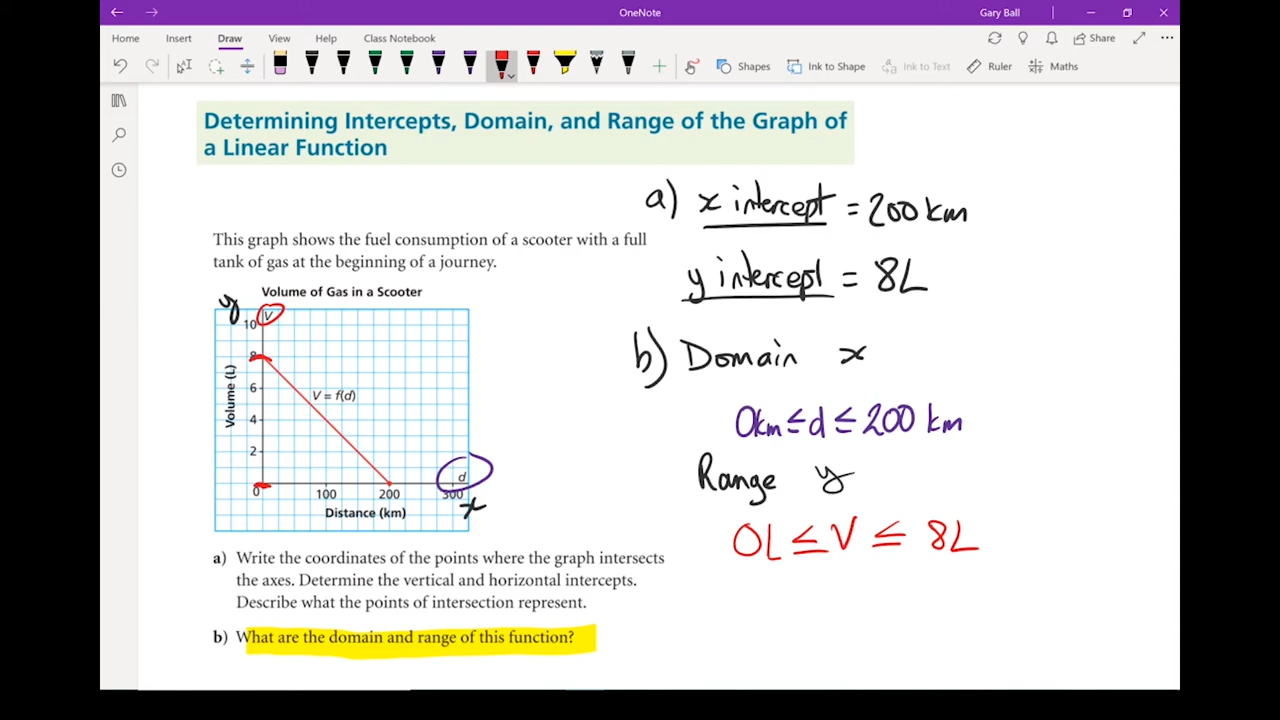 OneNote
Gary Ball
Home Insert Draw View Help Class Notebook
Share
Shapes Ink to Shape Ink to Text Ruler Maths
Determining Intercepts, Domain, and Range of the Graph of
a Linear Function
a) x intercept = 200 km
This graph shows the fuel consumption of a scooter with a full
tank of gas at the beginning of a journey.
y intercept = 8L
Volume of Gas in a Scooter
y
V
10
8
6
4
2
0
Volume (L)
V = f(d)
d
100 200 300
x
Distance (km)
b) Domain x
0km ≤ d ≤ 200 km
Range y
0L ≤ V ≤ 8L
a) Write the coordinates of the points where the graph intersects
the axes. Determine the vertical and horizontal intercepts.
Describe what the points of intersection represent.
b) What are the domain and range of this function?